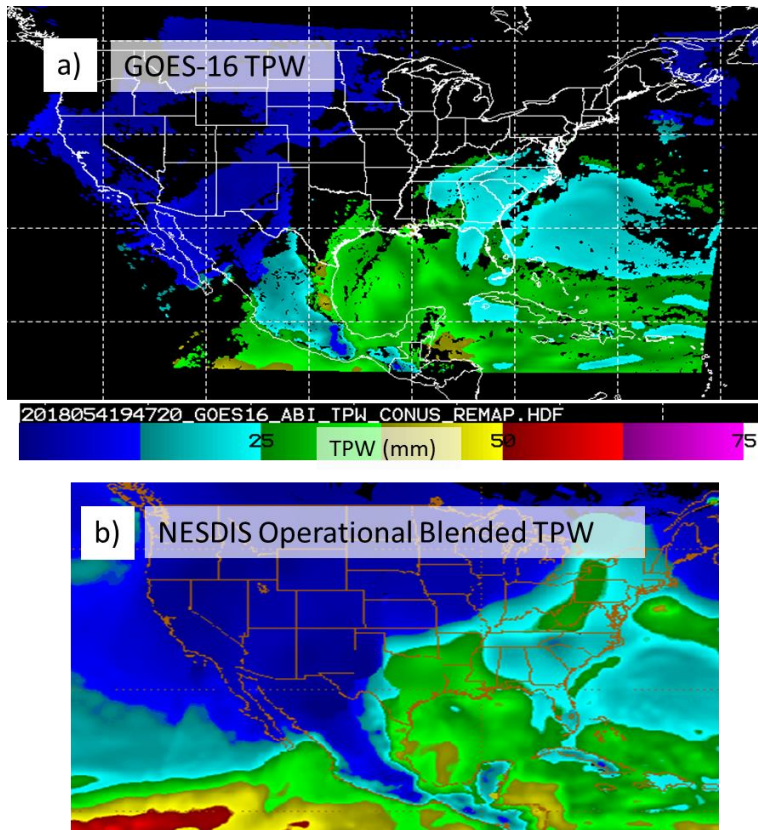 a) GOES-16 TPW
2018054194720_GOES16_ABI_TPW_CONUS_REMAP.HDF
25 TPW (mm) 50 75
b) NESDIS Operational Blended TPW